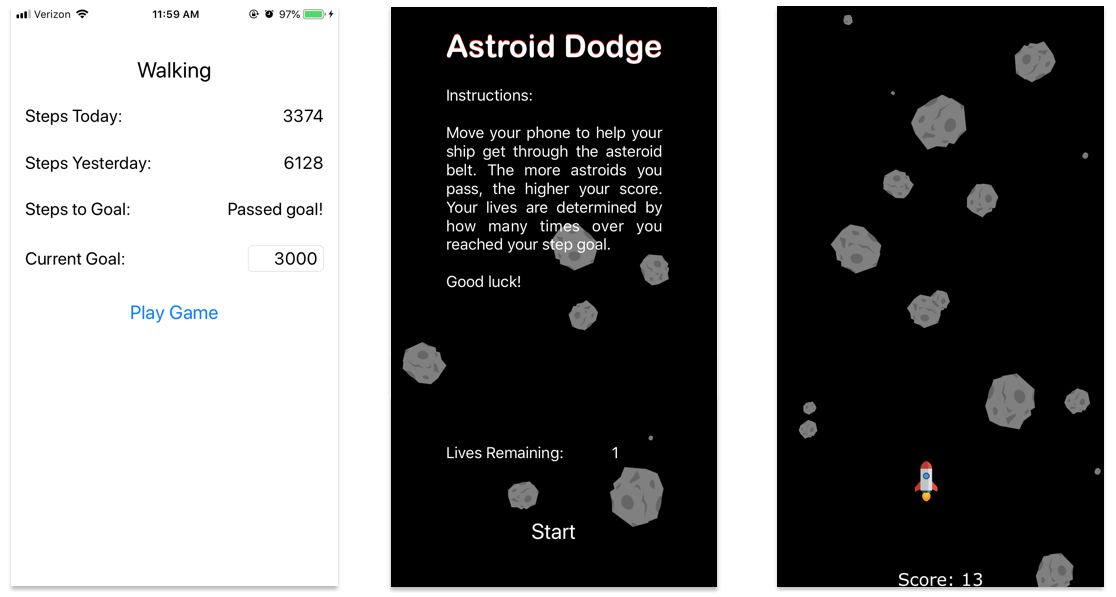 Verizon 11:59 AM 97%
Walking
Steps Today: 3374
Steps Yesterday: 6128
Steps to Goal: Passed goal!
Current Goal: 3000
Play Game
Astroid Dodge
Instructions:
Move your phone to help your
ship get through the asteroid
belt. The more astroids you
pass, the higher your score.
Your lives are determined by
how many times over you
reached your step goal.
Good luck!
Lives Remaining: 1
Start
Score: 13